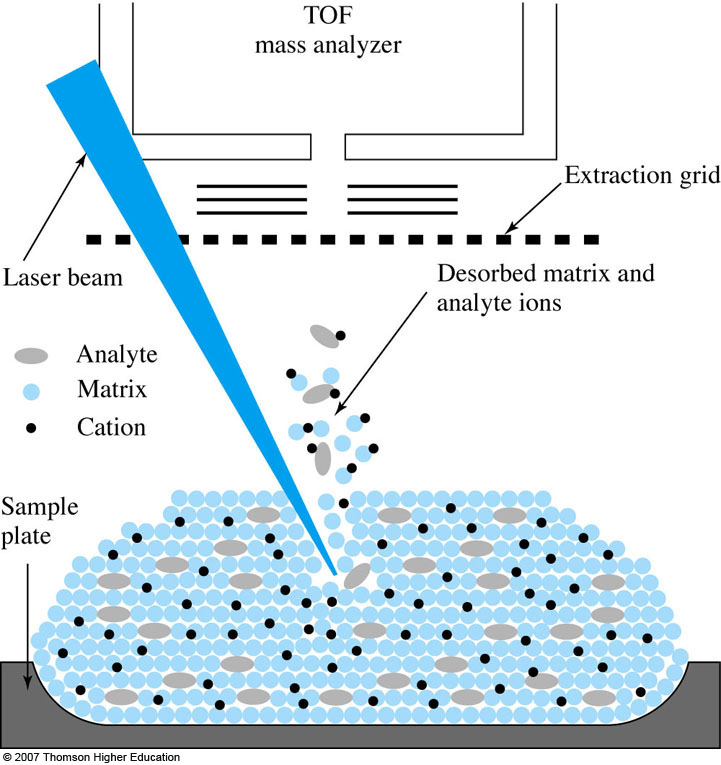 TOF
mass analyzer
Extraction grid
Laser beam
Desorbed matrix and
analyte ions
Analyte
Matrix
Cation
Sample
plate
© 2007 Thomson Higher Education